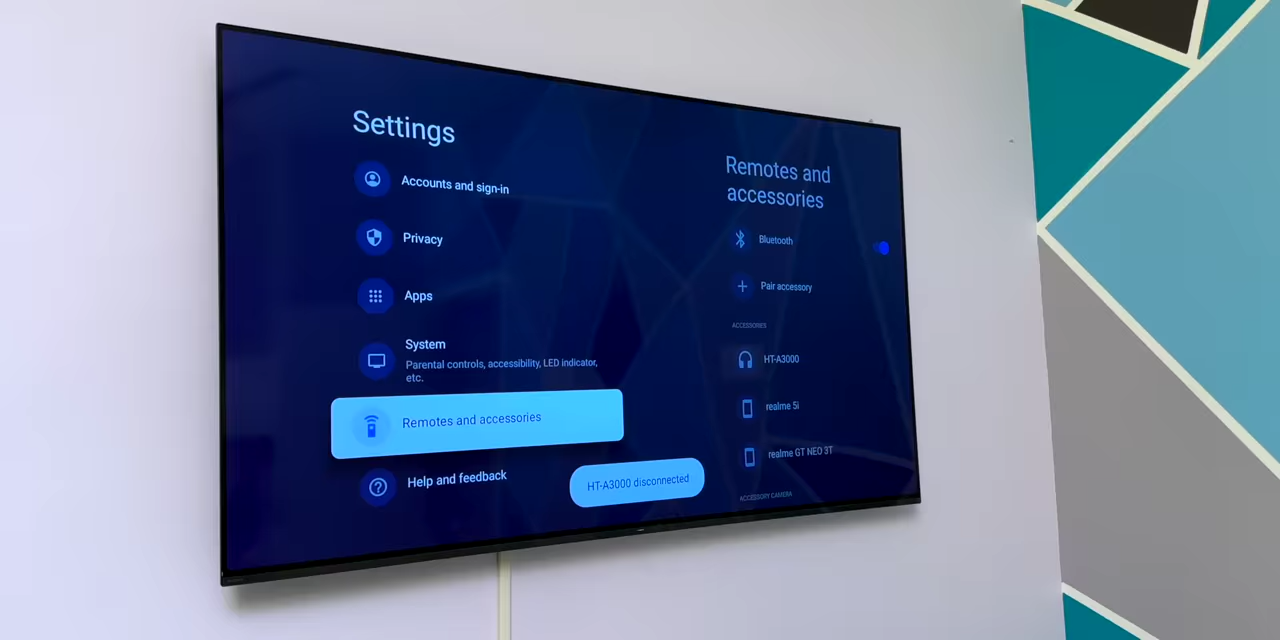 Settings
Accounts and sign-in
Privacy
Apps
System
Parental controls, accessibility, LED indicator,
etc.
Remotes and accessories
Help and feedback
HT-A3000 disconnected
Remotes and
accessories
Bluetooth
Pair accessory
ACCESSORIES
HT-A3000
realme 5i
realme GT NEO 3T
ACCESSORY CAMERA